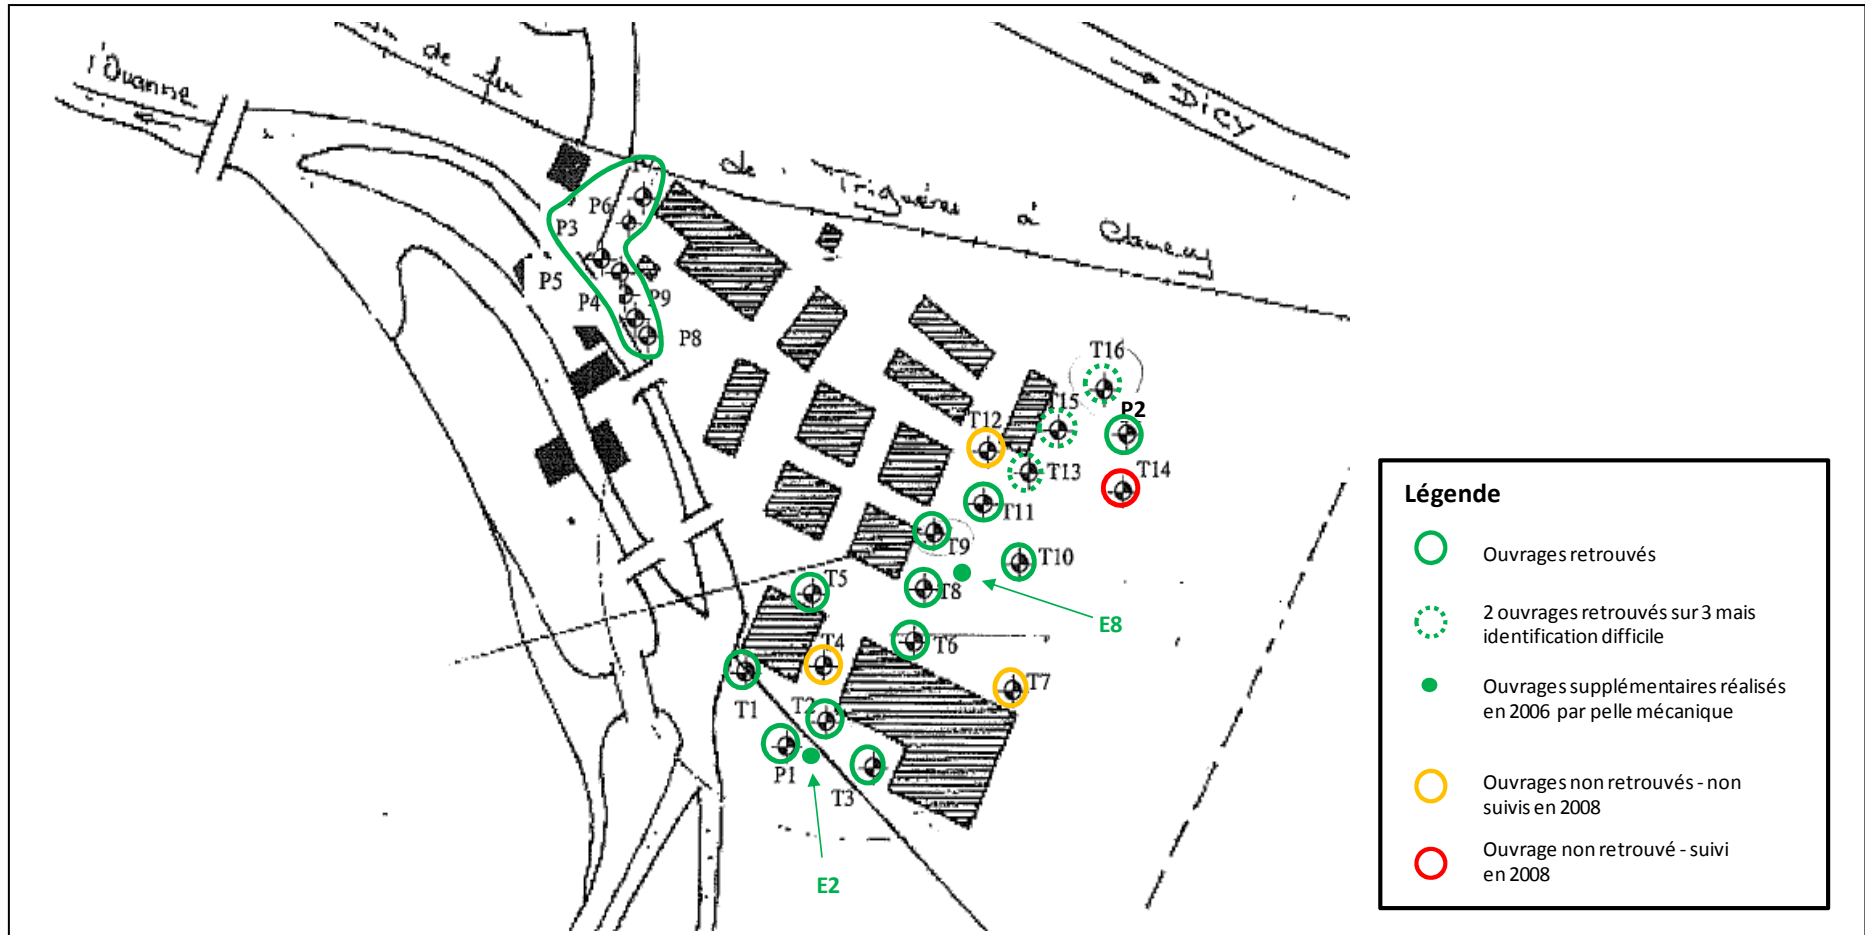 l'Ouanne
de fer
Dicy
de
Triguères à Clamecy
P7
P6
P3
P5
P4
P9
P8
T16
T15
P2
T12
T13
T14
T11
T9
T10
T5
T8
E8
T4
T6
T7
T1
T2
P1
T3
E2
Légende
Ouvrages retrouvés
2 ouvrages retrouvés sur 3 mais
identification difficile
Ouvrages supplémentaires réalisés
en 2006 par pelle mécanique
Ouvrages non retrouvés - non
suivis en 2008
Ouvrage non retrouvé - suivi
en 2008